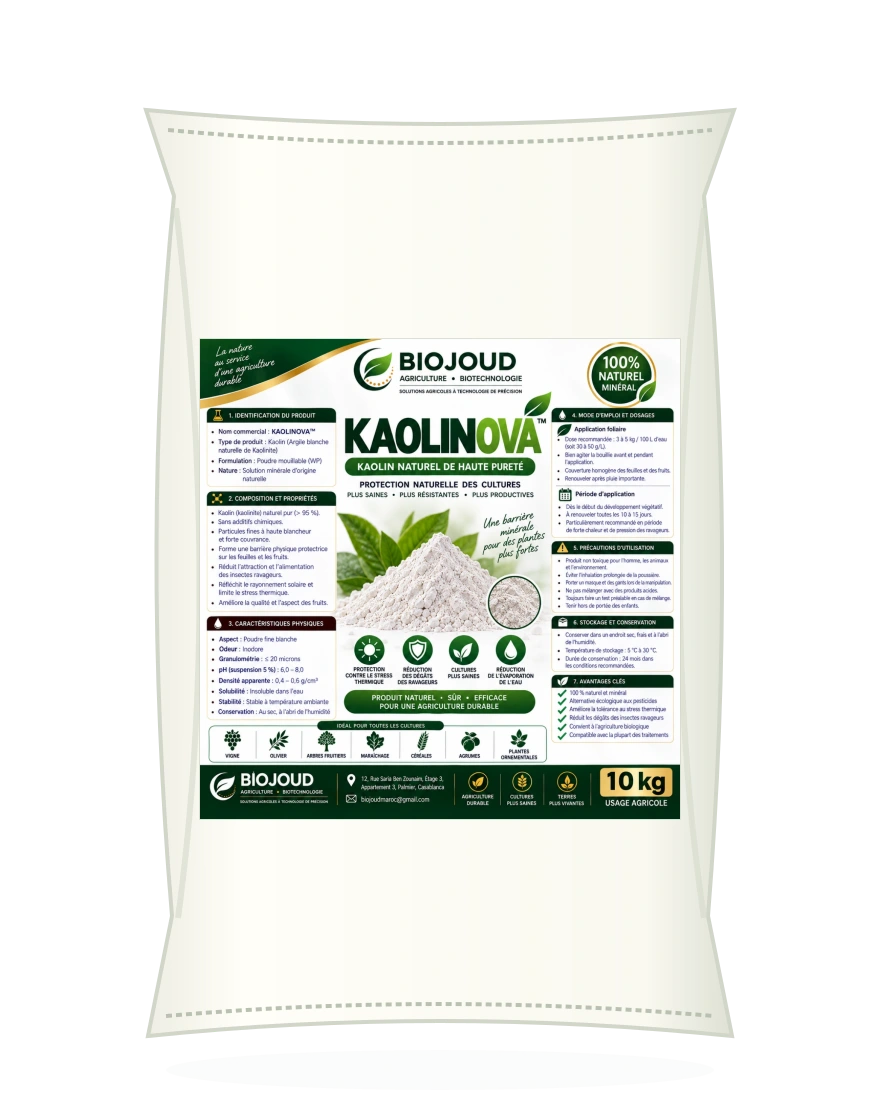 La nature
au service
d'une agriculture
durable
BIOJOUD
AGRICULTURE • BIOTECHNOLOGIE
SOLUTIONS AGRICOLES À TECHNOLOGIE DE PRÉCISION
100%
NATUREL
MINÉRAL
KAOLINOVA™
KAOLIN NATUREL DE HAUTE PURETÉ
PROTECTION NATURELLE DES CULTURES
PLUS SAINES • PLUS RÉSISTANTES • PLUS PRODUCTIVES
Une barrière
minérale
pour des plantes
plus fortes
1. IDENTIFICATION DU PRODUIT
• Nom commercial : KAOLINOVA™
• Type de produit : Kaolin (Argile blanche
naturelle de Kaolinite)
• Formulation : Poudre mouillable (WP)
• Nature : Solution minérale d'origine
naturelle
2. COMPOSITION ET PROPRIÉTÉS
• Kaolin (kaolinite) naturel pur (> 95 %).
• Sans additifs chimiques.
• Particules fines à haute blancheur
et forte couvrance.
• Forme une barrière physique protectrice
sur les feuilles et les fruits.
• Réduit l'attraction et l'alimentation
des insectes ravageurs.
• Réfléchit le rayonnement solaire et
limite le stress thermique.
• Améliore la qualité et l'aspect des fruits.
3. CARACTÉRISTIQUES PHYSIQUES
• Aspect : Poudre fine blanche
• Odeur : Inodore
• Granulométrie : ≤ 20 microns
• pH (suspension 5 %) : 6,0 – 8,0
• Densité apparente : 0,4 – 0,6 g/cm³
• Solubilité : Insoluble dans l'eau
• Stabilité : Stable à température ambiante
• Conservation : Au sec, à l'abri de l'humidité
PROTECTION
CONTRE LE STRESS
THERMIQUE
RÉDUCTION
DES DÉGÂTS
DES RAVAGEURS
CULTURES
PLUS SAINES
RÉDUCTION
DE L'ÉVAPORATION
DE L'EAU
PRODUIT NATUREL • SÛR • EFFICACE
POUR UNE AGRICULTURE DURABLE
4. MODE D'EMPLOI ET DOSAGES
Application foliaire
• Dose recommandée : 3 à 5 kg / 100 L d'eau
(soit 30 à 50 g/L).
• Bien agiter la bouillie avant et pendant
l'application.
• Couverture homogène des feuilles et des fruits.
• Renouveler après pluie importante.
Période d'application
• Dès le début du développement végétatif.
• À renouveler toutes les 10 à 15 jours.
• Particulièrement recommandé en période
de forte chaleur et de pression des ravageurs.
5. PRÉCAUTIONS D'UTILISATION
• Produit non toxique pour l'homme, les animaux
et l'environnement.
• Éviter l'inhalation prolongée de la poussière.
• Porter un masque et des gants lors de la manipulation.
• Ne pas mélanger avec des produits acides.
• Toujours faire un test préalable en cas de mélange.
• Tenir hors de portée des enfants.
6. STOCKAGE ET CONSERVATION
• Conserver dans un endroit sec, frais et à l'abri
de l'humidité.
• Température de stockage : 5 °C à 30 °C.
• Durée de conservation : 24 mois dans
les conditions recommandées.
7. AVANTAGES CLÉS
100 % naturel et minéral
Alternative écologique aux pesticides
Améliore la tolérance au stress thermique
Réduit les dégâts des insectes ravageurs
Convient à l'agriculture biologique
Compatible avec la plupart des traitements
IDÉAL POUR TOUTES LES CULTURES
VIGNE
OLIVIER
ARBRES FRUITIERS
MARAÎCHAGE
CÉRÉALES
AGRUMES
PLANTES
ORNEMENTALES
BIOJOUD
AGRICULTURE • BIOTECHNOLOGIE
SOLUTIONS AGRICOLES À TECHNOLOGIE DE PRÉCISION
12, Rue Saria Ben Zounaim, Étage 3,
Appartement 3, Palmier, Casablanca
biojoudmaroc@gmail.com
AGRICULTURE
DURABLE
CULTURES
PLUS SAINES
TERRES
PLUS VIVANTES
10 kg
USAGE AGRICOLE